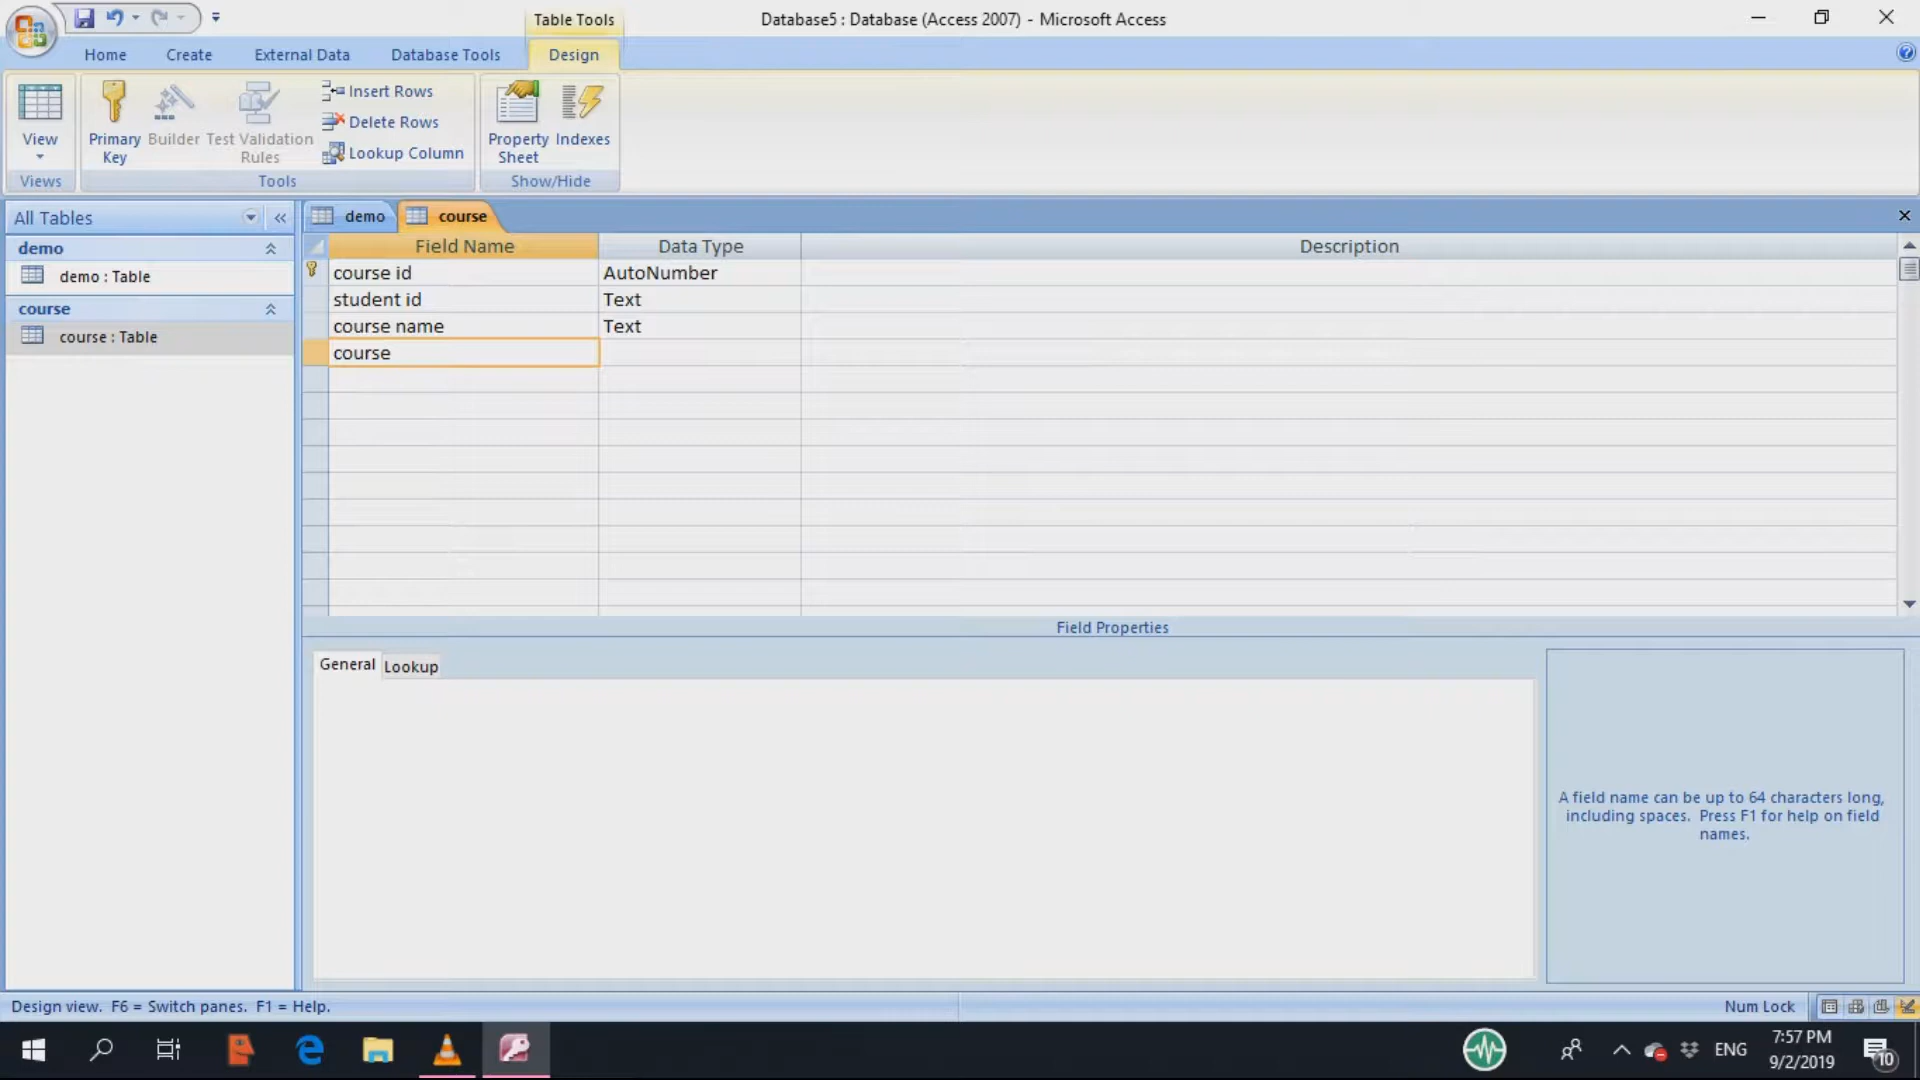 Table Tools
Database5 : Database (Access 2007) - Microsoft Access
Home
Create
External Data
Database Tools
Design
View
Primary Key
Builder
Test Validation Rules
Insert Rows
Delete Rows
Lookup Column
Property Sheet
Indexes
Views
Tools
Show/Hide
All Tables
demo
demo : Table
course
course : Table
demo
course
Field Name
Data Type
Description
course id
AutoNumber
student id
Text
course name
Text
course
Field Properties
General
Lookup
A field name can be up to 64 characters long,
including spaces. Press F1 for help on field
names.
Design view. F6 = Switch panes. F1 = Help.
Num Lock
ENG
7:57 PM
9/2/2019
10